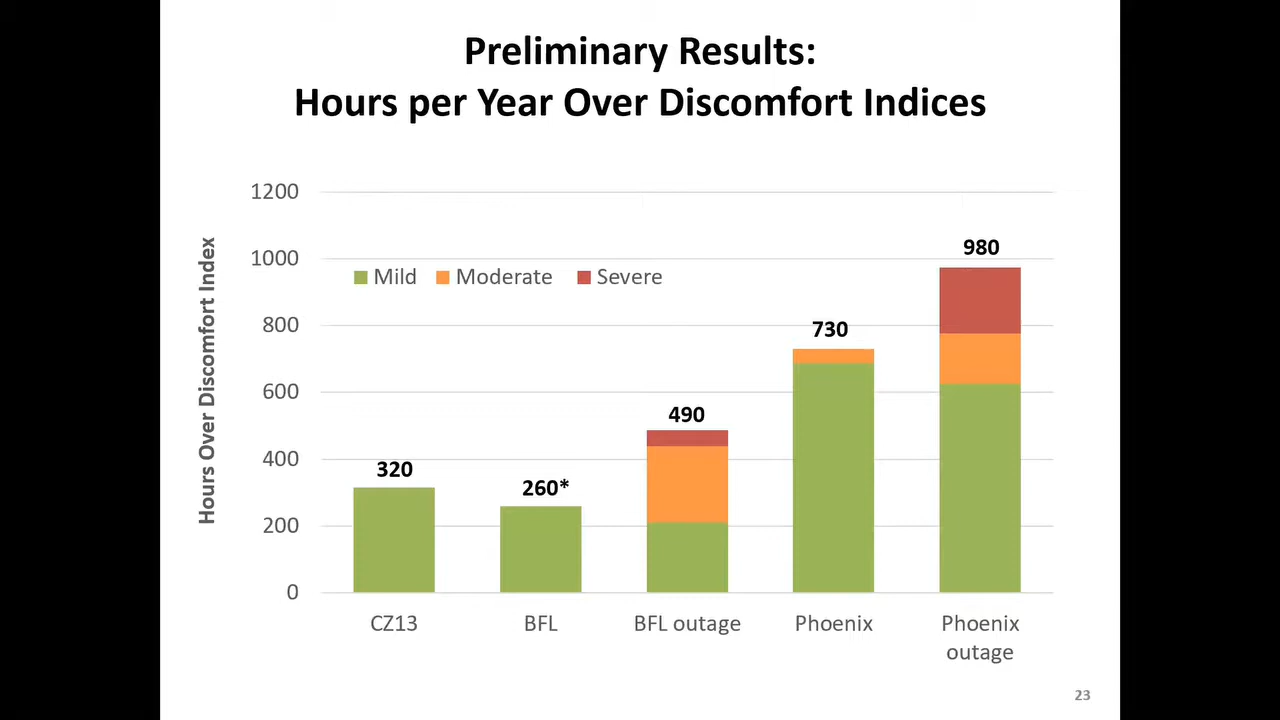 Preliminary Results:
Hours per Year Over Discomfort Indices
Hours Over Discomfort Index
1200
1000
800
600
400
200
0
Mild Moderate Severe
320
260*
490
730
980
CZ13
BFL
BFL outage
Phoenix
Phoenix
outage
23